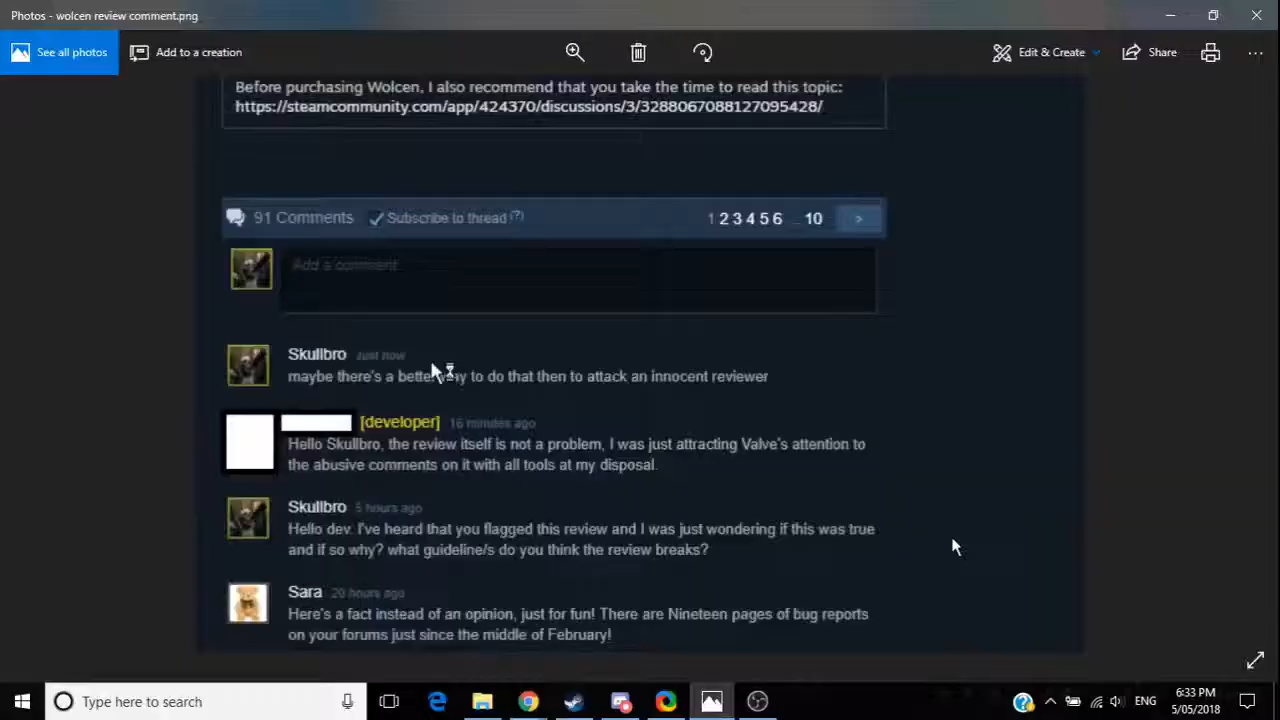 Photos - wolcen review comment.png
See all photos
Add to a creation
Edit & Create
Share
Before purchasing Wolcen, I also recommend that you take the time to read this topic:
https://steamcommunity.com/app/424370/discussions/3/3288067088127095428/
91 Comments
Subscribe to thread (?)
1 2 3 4 5 6 ... 10 >
Add a comment
Skullbro Just now
maybe there's a better way to do that then to attack an innocent reviewer
[developer] 16 minutes ago
Hello Skullbro, the review itself is not a problem, I was just attracting Valve's attention to
the abusive comments on it with all tools at my disposal.
Skullbro 5 hours ago
Hello dev. I've heard that you flagged this review and I was just wondering if this was true
and if so why? what guideline/s do you think the review breaks?
Sara 20 hours ago
Here's a fact instead of an opinion, just for fun! There are Nineteen pages of bug reports
on your forums just since the middle of February!
Type here to search
ENG
6:33 PM
5/05/2018